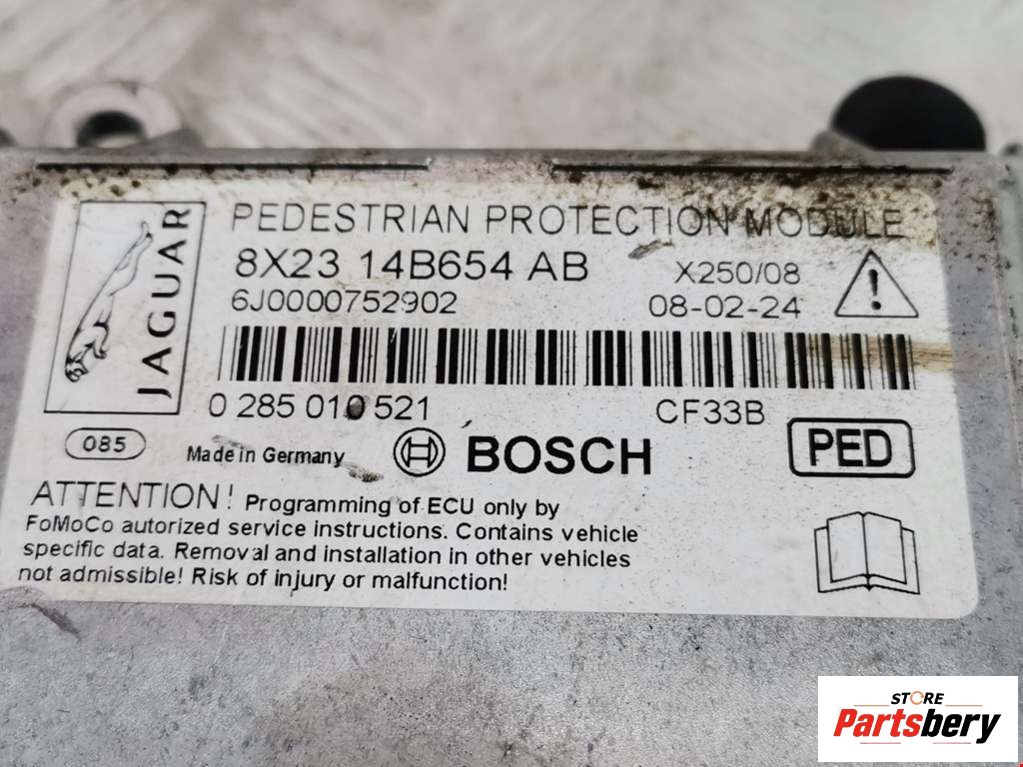 JAGUAR
PEDESTRIAN PROTECTION MODULE
8X23 14B654 AB
X250/08
6J0000752902
08-02-24
0 285 010 521
CF33B
085
Made in Germany
BOSCH
PED
ATTENTION! Programming of ECU only by
FoMoCo autorized service instructions. Contains vehicle
specific data. Removal and installation in other vehicles
not admissible! Risk of injury or malfunction!
STORE
Partsbery